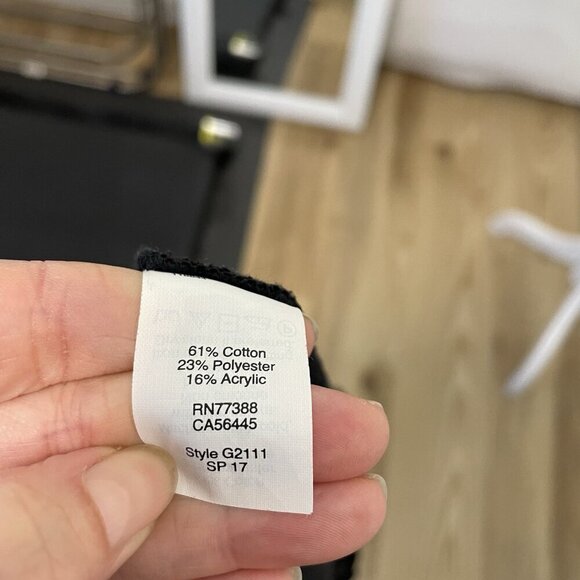 61% Cotton
23% Polyester
16% Acrylic
RN77388
CA56445
Style G2111
SP 17